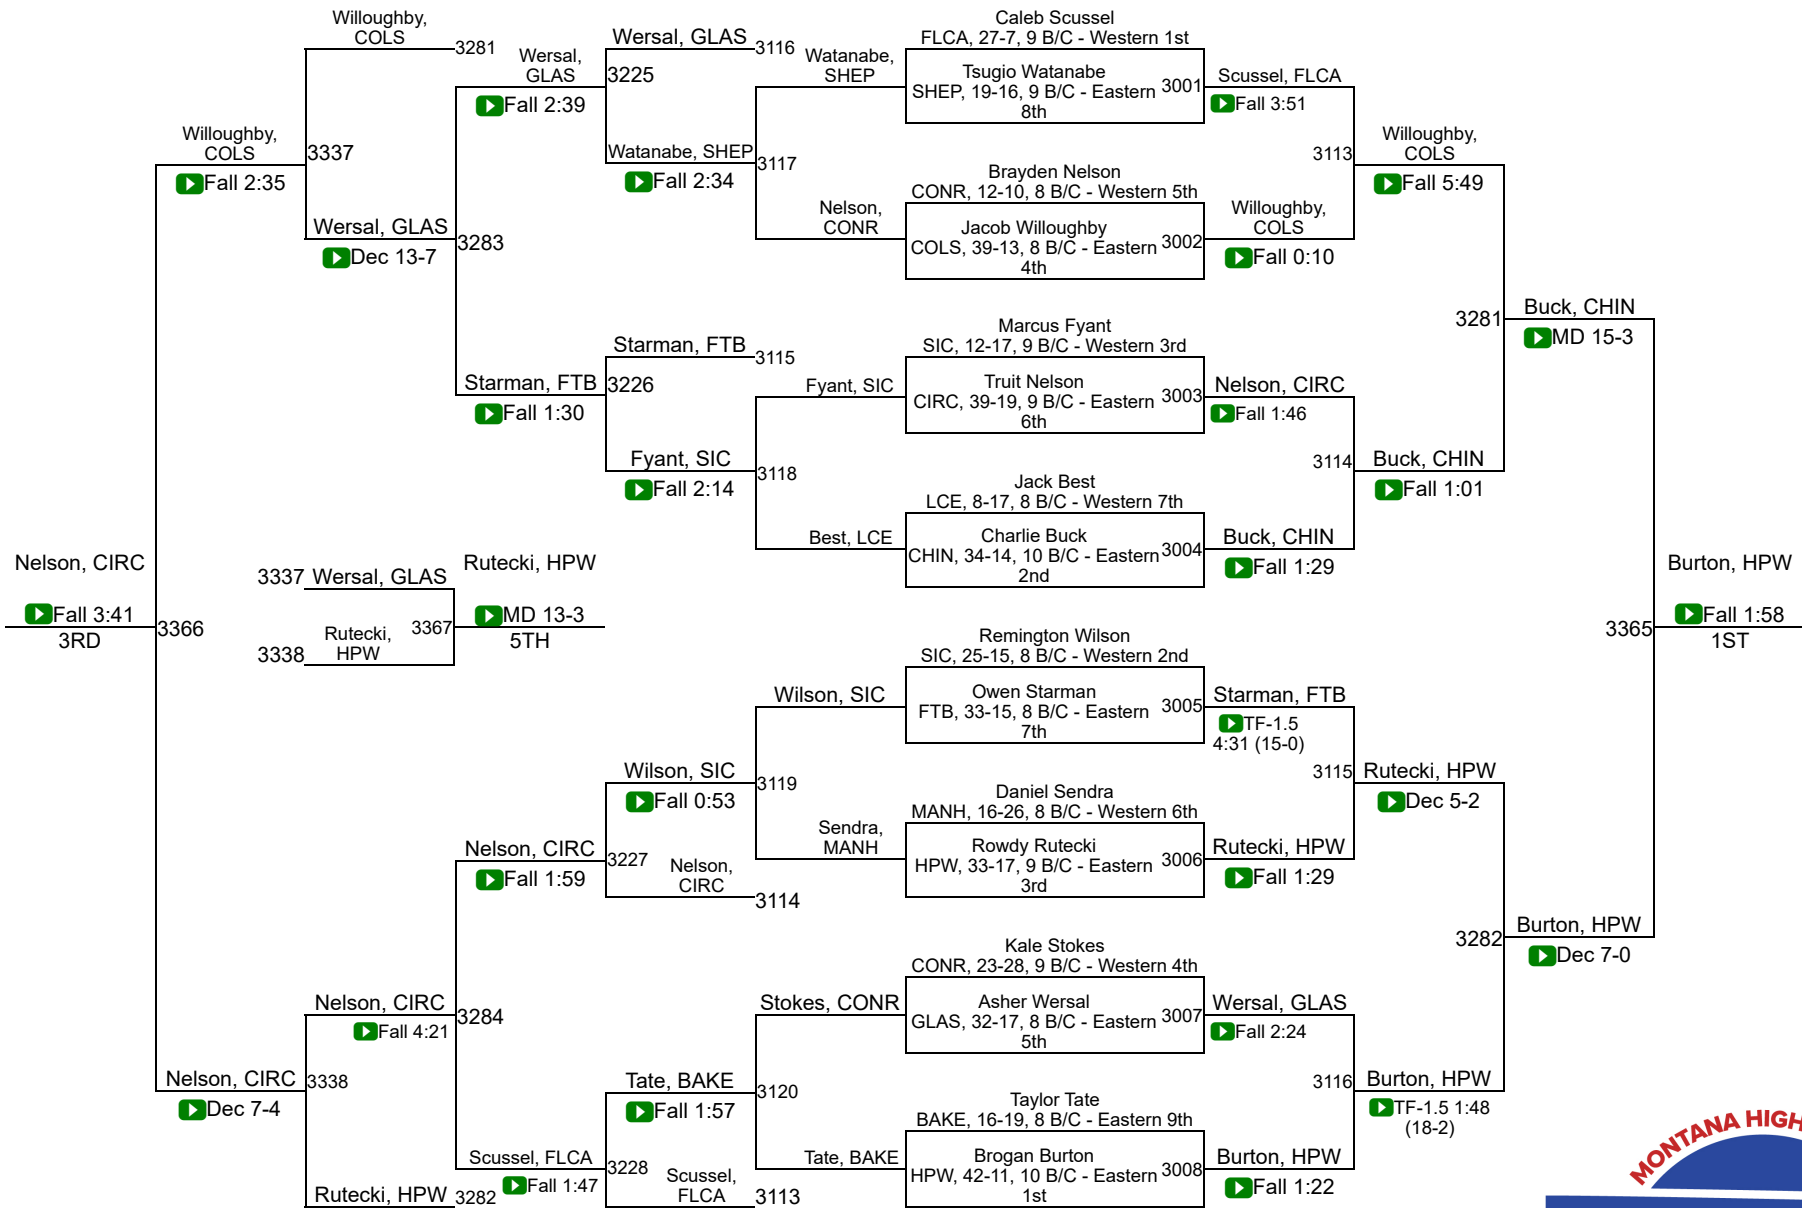 Willoughby,
COLS
3281
Wersal,
GLAS
Fall 2:39
Wersal, GLAS
3116
3225
Watanabe,
SHEP
Caleb Scussel
FLCA, 27-7, 9 B/C - Western 1st
Tsugio Watanabe
SHEP, 19-16, 9 B/C - Eastern
8th
3001
Scussel, FLCA
Fall 3:51
Willoughby,
COLS
Fall 2:35
3337
Watanabe, SHEP
Fall 2:34
3117
3113
Willoughby,
COLS
Fall 5:49
Wersal, GLAS
Dec 13-7
3283
Nelson,
CONR
Brayden Nelson
CONR, 12-10, 8 B/C - Western 5th
Jacob Willoughby
COLS, 39-13, 8 B/C - Eastern
4th
3002
Willoughby,
COLS
Fall 0:10
3281
Buck, CHIN
MD 15-3
Starman, FTB
3115
Starman, FTB
Fall 1:30
3226
Fyant, SIC
Marcus Fyant
SIC, 12-17, 9 B/C - Western 3rd
Truit Nelson
CIRC, 39-19, 9 B/C - Eastern
6th
3003
Nelson, CIRC
Fall 1:46
Fyant, SIC
Fall 2:14
3118
3114
Buck, CHIN
Fall 1:01
Best, LCE
Jack Best
LCE, 8-17, 8 B/C - Western 7th
Charlie Buck
CHIN, 34-14, 10 B/C - Eastern
2nd
3004
Buck, CHIN
Fall 1:29
Nelson, CIRC
Fall 3:41
3RD
3366
3337
Wersal, GLAS
3338
Rutecki,
HPW
3367
Rutecki, HPW
MD 13-3
5TH
3365
Burton, HPW
Fall 1:58
1ST
Wilson, SIC
Remington Wilson
SIC, 25-15, 8 B/C - Western 2nd
Owen Starman
FTB, 33-15, 8 B/C - Eastern
7th
3005
Starman, FTB
TF-1.5
4:31 (15-0)
Wilson, SIC
Fall 0:53
3119
3115
Rutecki, HPW
Dec 5-2
Nelson, CIRC
Fall 1:59
3227
Nelson,
CIRC
3114
Sendra,
MANH
Daniel Sendra
MANH, 16-26, 8 B/C - Western 6th
Rowdy Rutecki
HPW, 33-17, 9 B/C - Eastern
3rd
3006
Rutecki, HPW
Fall 1:29
3282
Burton, HPW
Dec 7-0
Nelson, CIRC
Fall 4:21
3284
Stokes, CONR
Kale Stokes
CONR, 23-28, 9 B/C - Western 4th
Asher Wersal
GLAS, 32-17, 8 B/C - Eastern
5th
3007
Wersal, GLAS
Fall 2:24
Nelson, CIRC
Dec 7-4
3338
Tate, BAKE
Fall 1:57
3120
3116
Burton, HPW
TF-1.5 1:48
(18-2)
Scussel, FLCA
Fall 1:47
3228
Scussel,
FLCA
3113
Rutecki, HPW
3282
Tate, BAKE
Taylor Tate
BAKE, 16-19, 8 B/C - Eastern 9th
Brogan Burton
HPW, 42-11, 10 B/C - Eastern
1st
3008
Burton, HPW
Fall 1:22
MONTANA HIGH